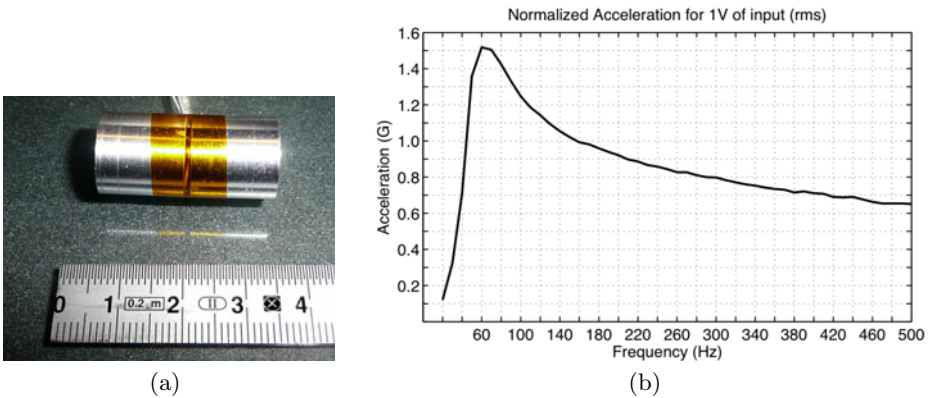 0 1 0.2 m 2 3 4
(a)
Normalized Acceleration for 1V of input (rms)
1.6
1.4
1.2
1.0
0.8
0.6
0.4
0.2
Acceleration (G)
60 100 140 180 220 260 300 340 380 420 460 500
Frequency (Hz)
(b)